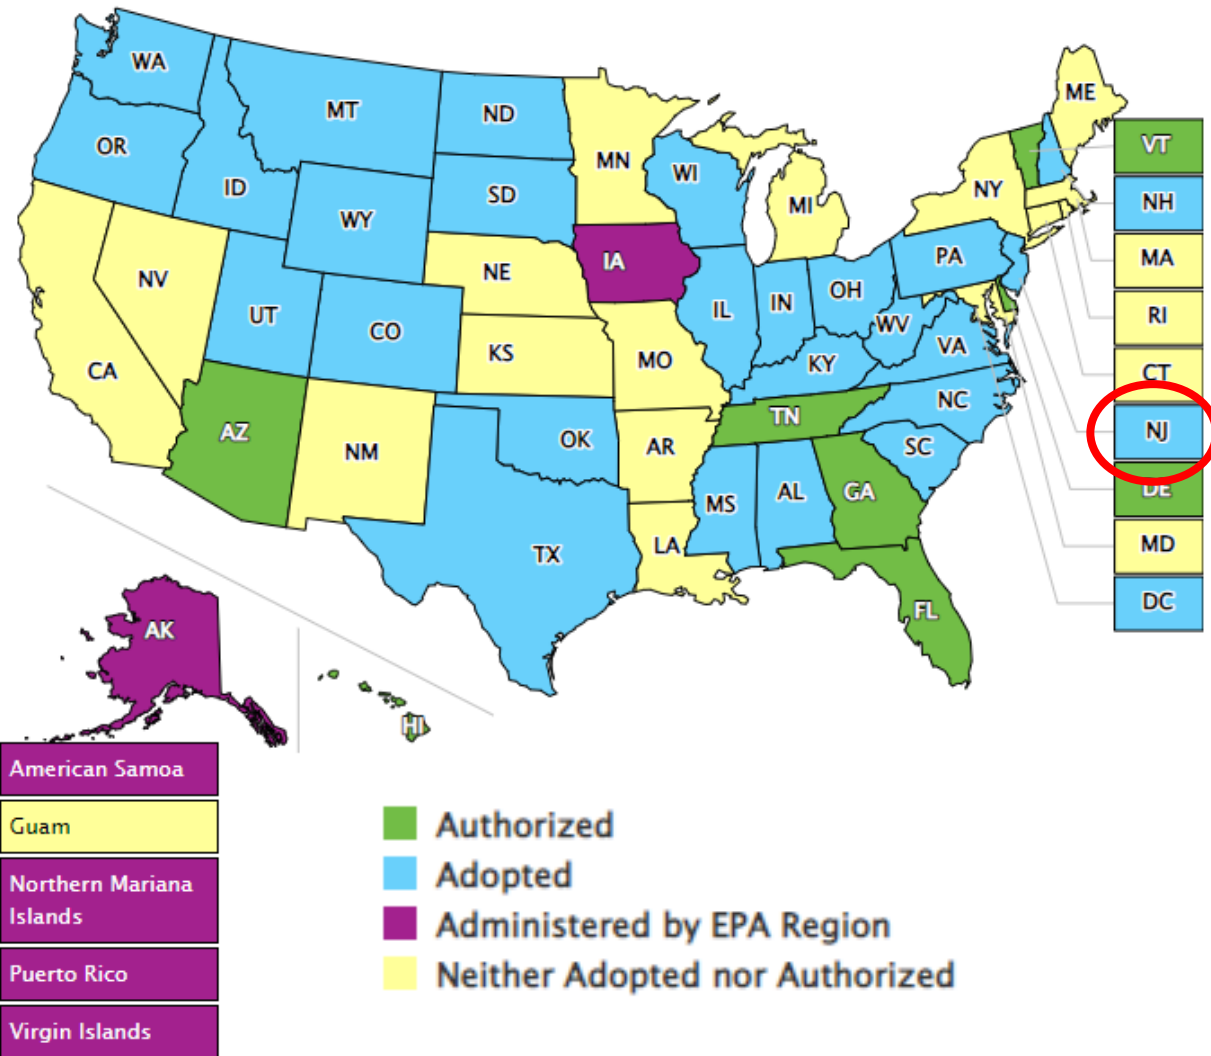 WA
MT
ND
MN
ME
OR
ID
SD
WI
NY
VT
WY
MI
NH
NV
NE
IA
PA
MA
UT
CO
IL
IN
OH
WV
VA
RI
CA
KS
MO
KY
CT
AZ
NM
OK
AR
TN
NC
NJ
SC
MS
AL
GA
DE
TX
LA
MD
FL
DC
AK
HI
American Samoa
Guam
Northern Mariana
Islands
Puerto Rico
Virgin Islands
Authorized
Adopted
Administered by EPA Region
Neither Adopted nor Authorized